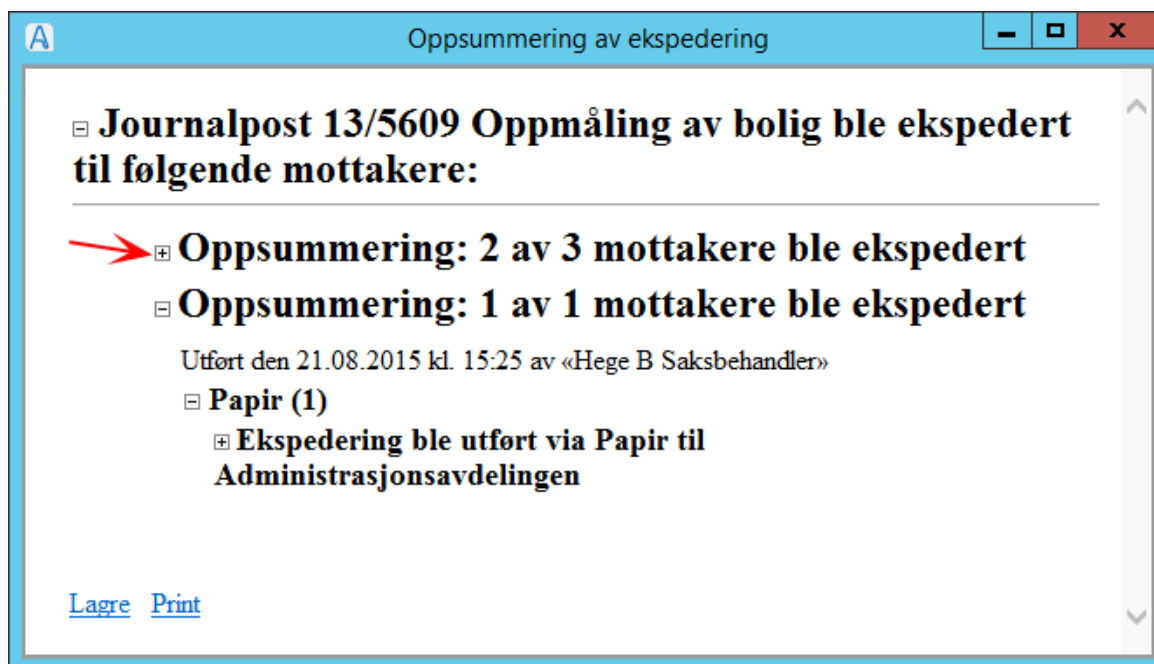 Oppsummering av ekspedering
Journalpost 13/5609 Oppmåling av bolig ble ekspedert
til følgende mottakere:
Oppsummering: 2 av 3 mottakere ble ekspedert
Oppsummering: 1 av 1 mottakere ble ekspedert
Utført den 21.08.2015 kl. 15:25 av «Hege B Saksbehandler»
Papir (1)
Ekspedering ble utført via Papir til
Administrasjonsavdelingen
Lagre Print